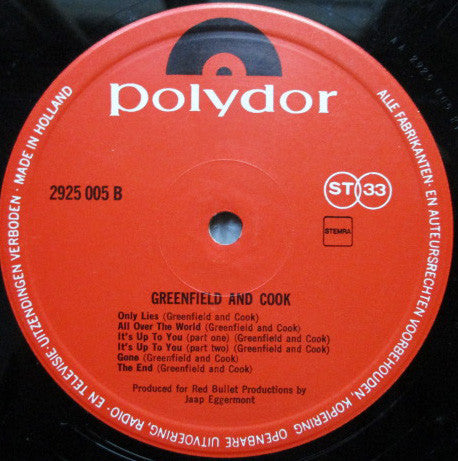 polydor
ALLE FABRIKANTEN- EN AUTEURSRECHTEN VOORBEHOUDEN, KOPIERING OPENBARE UITVOERING, RADIO- EN TELEVISIE-UITZENDINGEN VERBODEN · MADE IN HOLLAND
2925 005 B
ST 33
STEMRA
GREENFIELD AND COOK
Only Lies (Greenfield and Cook)
All Over The World (Greenfield and Cook)
It's Up To You (part one) (Greenfield and Cook)
It's Up To You (part two) (Greenfield and Cook)
Gone (Greenfield and Cook)
The End (Greenfield and Cook)
Produced for Red Bullet Productions by
Jaap Eggermont